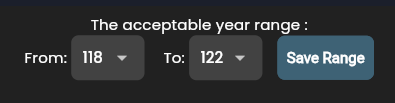 The acceptable year range :
From: 118 To: 122 Save Range